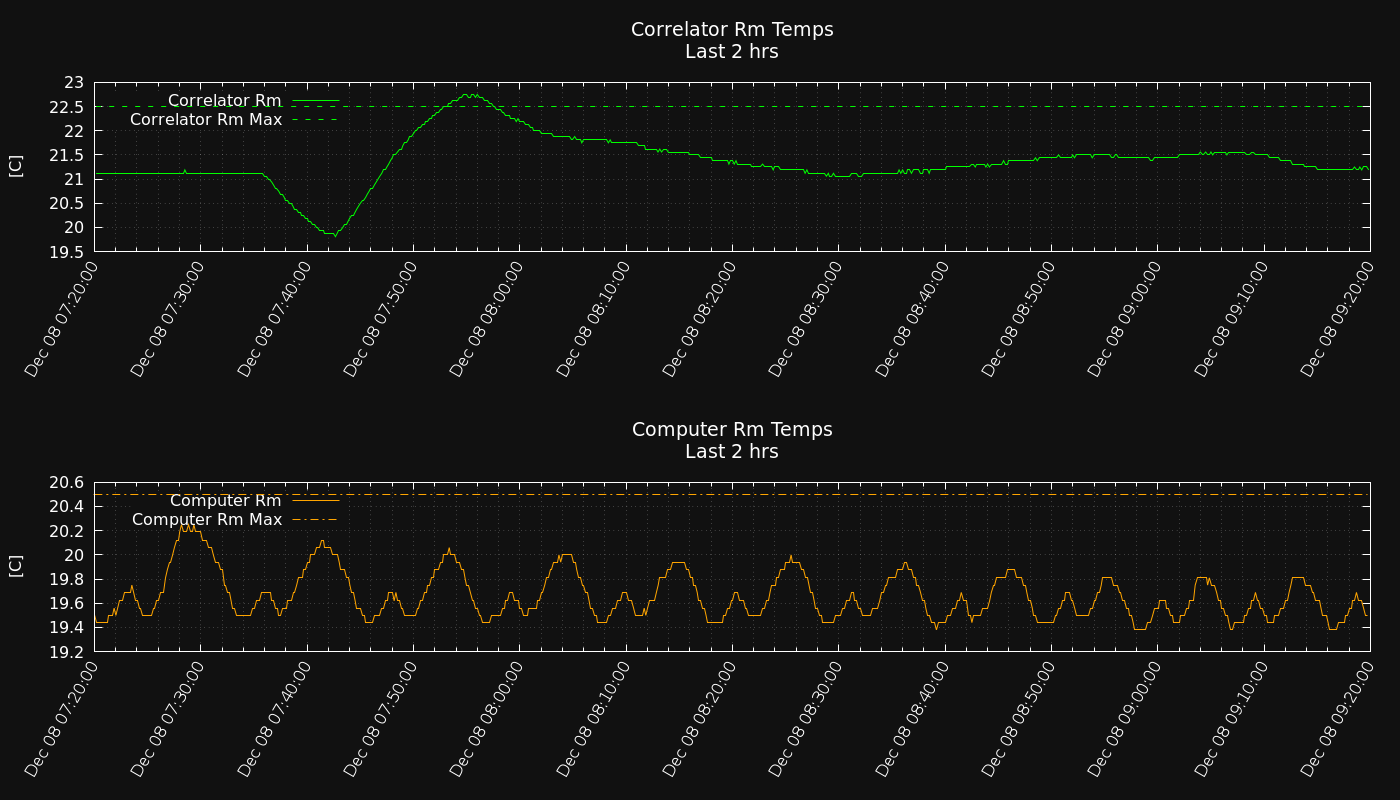 Correlator Rm Temps
Last 2 hrs
23
22.5
22
21.5
21
20.5
20
19.5
[C]
Correlator Rm
Correlator Rm Max
Dec 08 07:20:00
Dec 08 07:30:00
Dec 08 07:40:00
Dec 08 07:50:00
Dec 08 08:00:00
Dec 08 08:10:00
Dec 08 08:20:00
Dec 08 08:30:00
Dec 08 08:40:00
Dec 08 08:50:00
Dec 08 09:00:00
Dec 08 09:10:00
Dec 08 09:20:00
Computer Rm Temps
Last 2 hrs
20.6
20.4
20.2
20
19.8
19.6
19.4
19.2
[C]
Computer Rm
Computer Rm Max
Dec 08 07:20:00
Dec 08 07:30:00
Dec 08 07:40:00
Dec 08 07:50:00
Dec 08 08:00:00
Dec 08 08:10:00
Dec 08 08:20:00
Dec 08 08:30:00
Dec 08 08:40:00
Dec 08 08:50:00
Dec 08 09:00:00
Dec 08 09:10:00
Dec 08 09:20:00